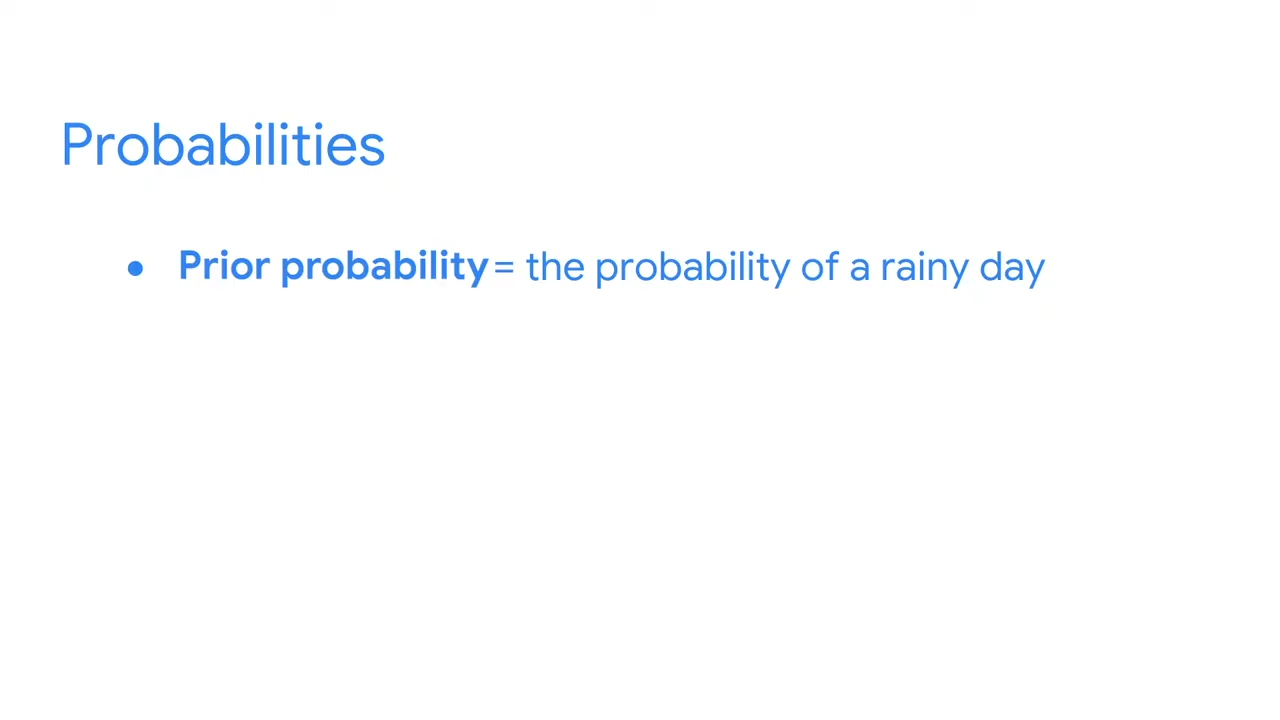 Probabilities
● Prior probability = the probability of a rainy day